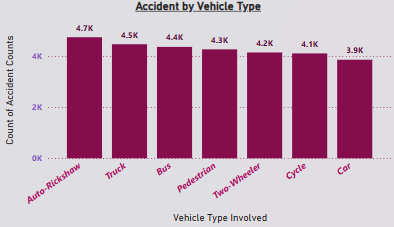 Accident by Vehicle Type
Count of Accident Counts
4K
2K
0K
4.7K
4.5K
4.4K
4.3K
4.2K
4.1K
3.9K
Auto-Rickshaw
Truck
Bus
Pedestrian
Two-Wheeler
Cycle
Car
Vehicle Type Involved